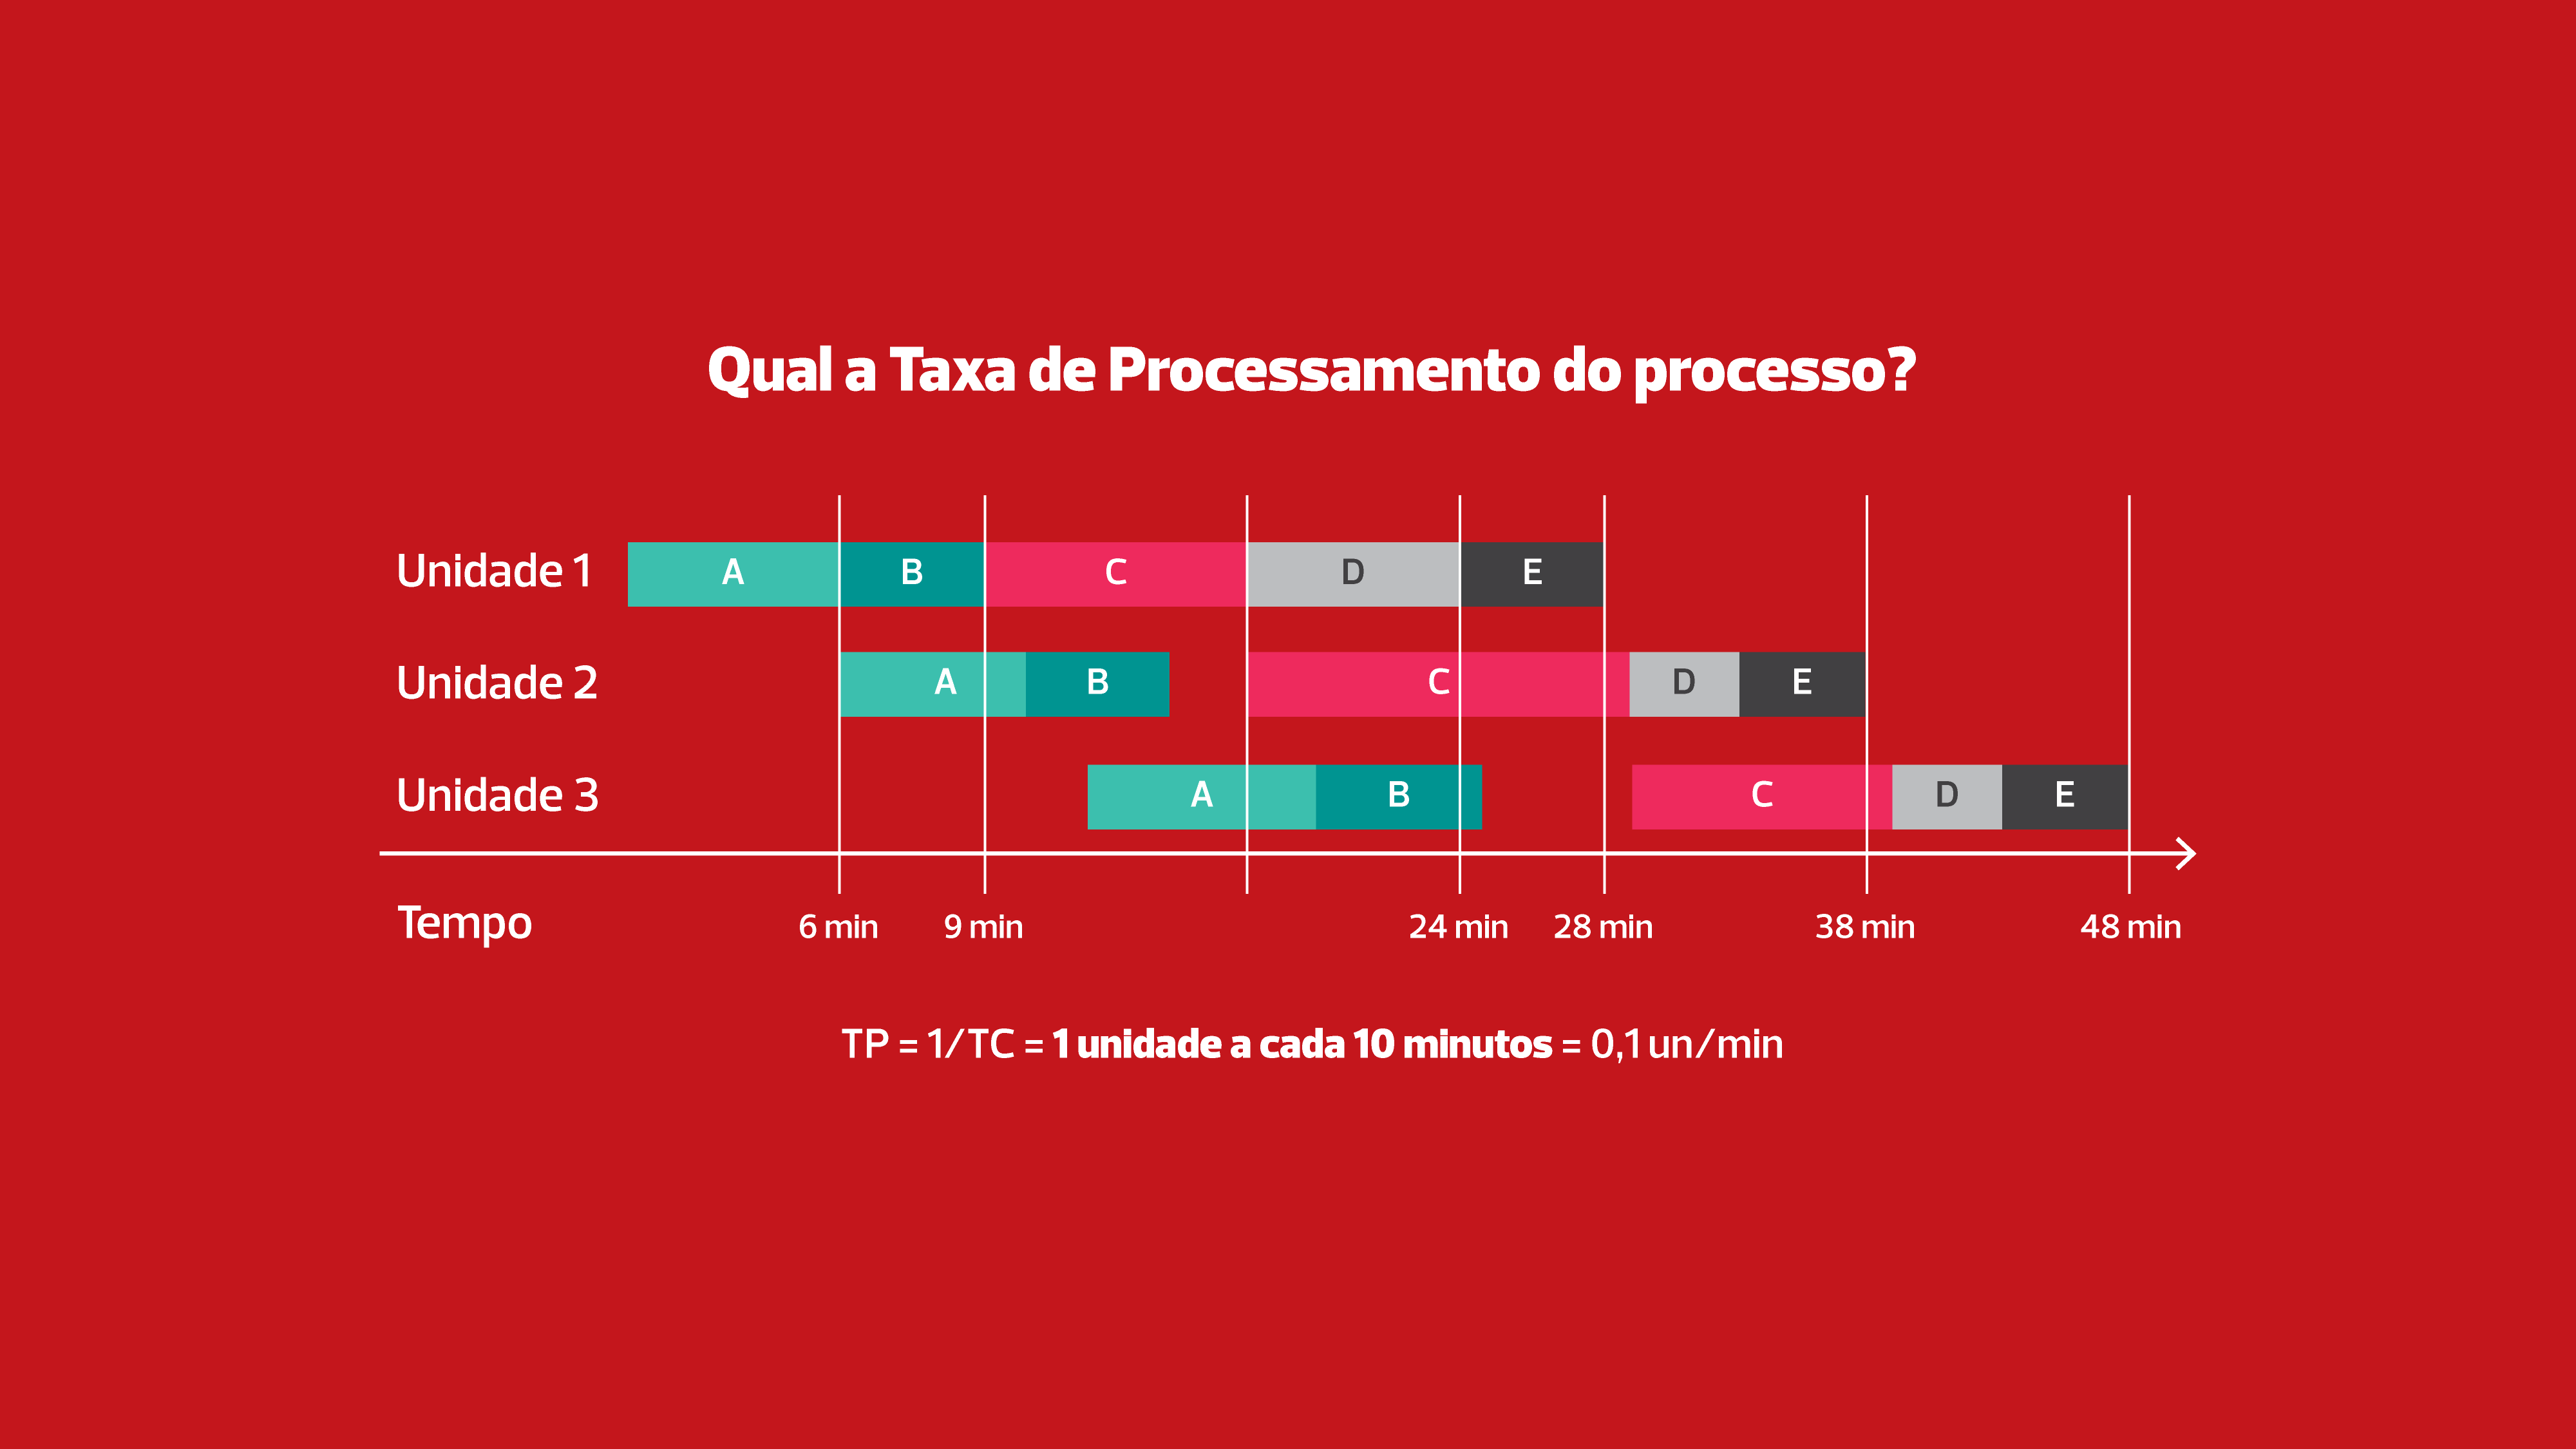 Qual a Taxa de Processamento do processo?
Unidade 1 A B C D E
Unidade 2 A B C D E
Unidade 3 A B C D E
Tempo 6 min 9 min 24 min 28 min 38 min 48 min
TP = 1/TC = 1 unidade a cada 10 minutos = 0,1 un/min